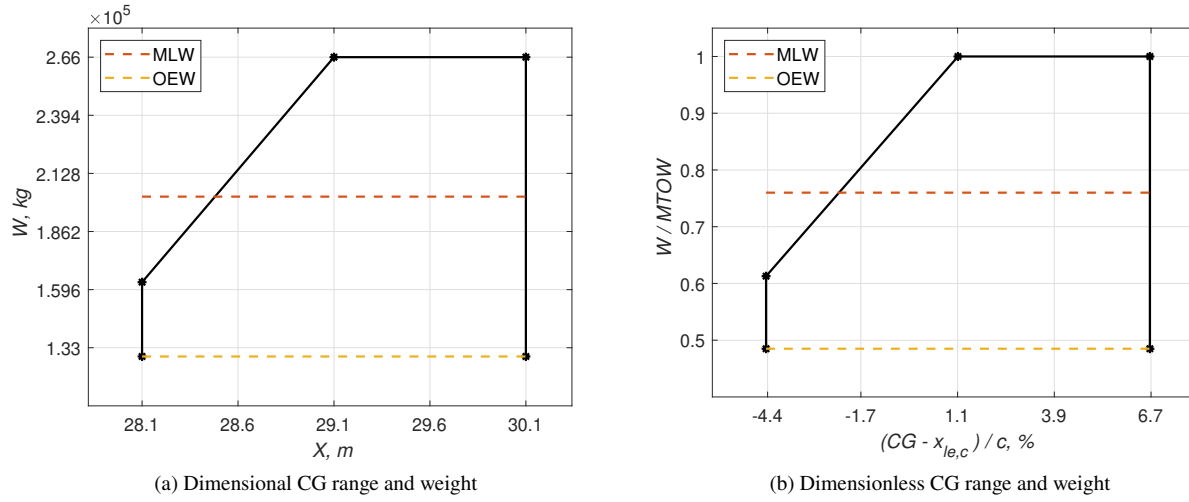 ×10⁵
2.66
2.394
2.128
1.862
1.596
1.33
W, kg
MLW
OEW
28.1 28.6 29.1 29.6 30.1
X, m
(a) Dimensional CG range and weight
1
0.9
0.8
0.7
0.6
0.5
W / MTOW
MLW
OEW
-4.4 -1.7 1.1 3.9 6.7
(CG - x_le,c) / c, %
(b) Dimensionless CG range and weight